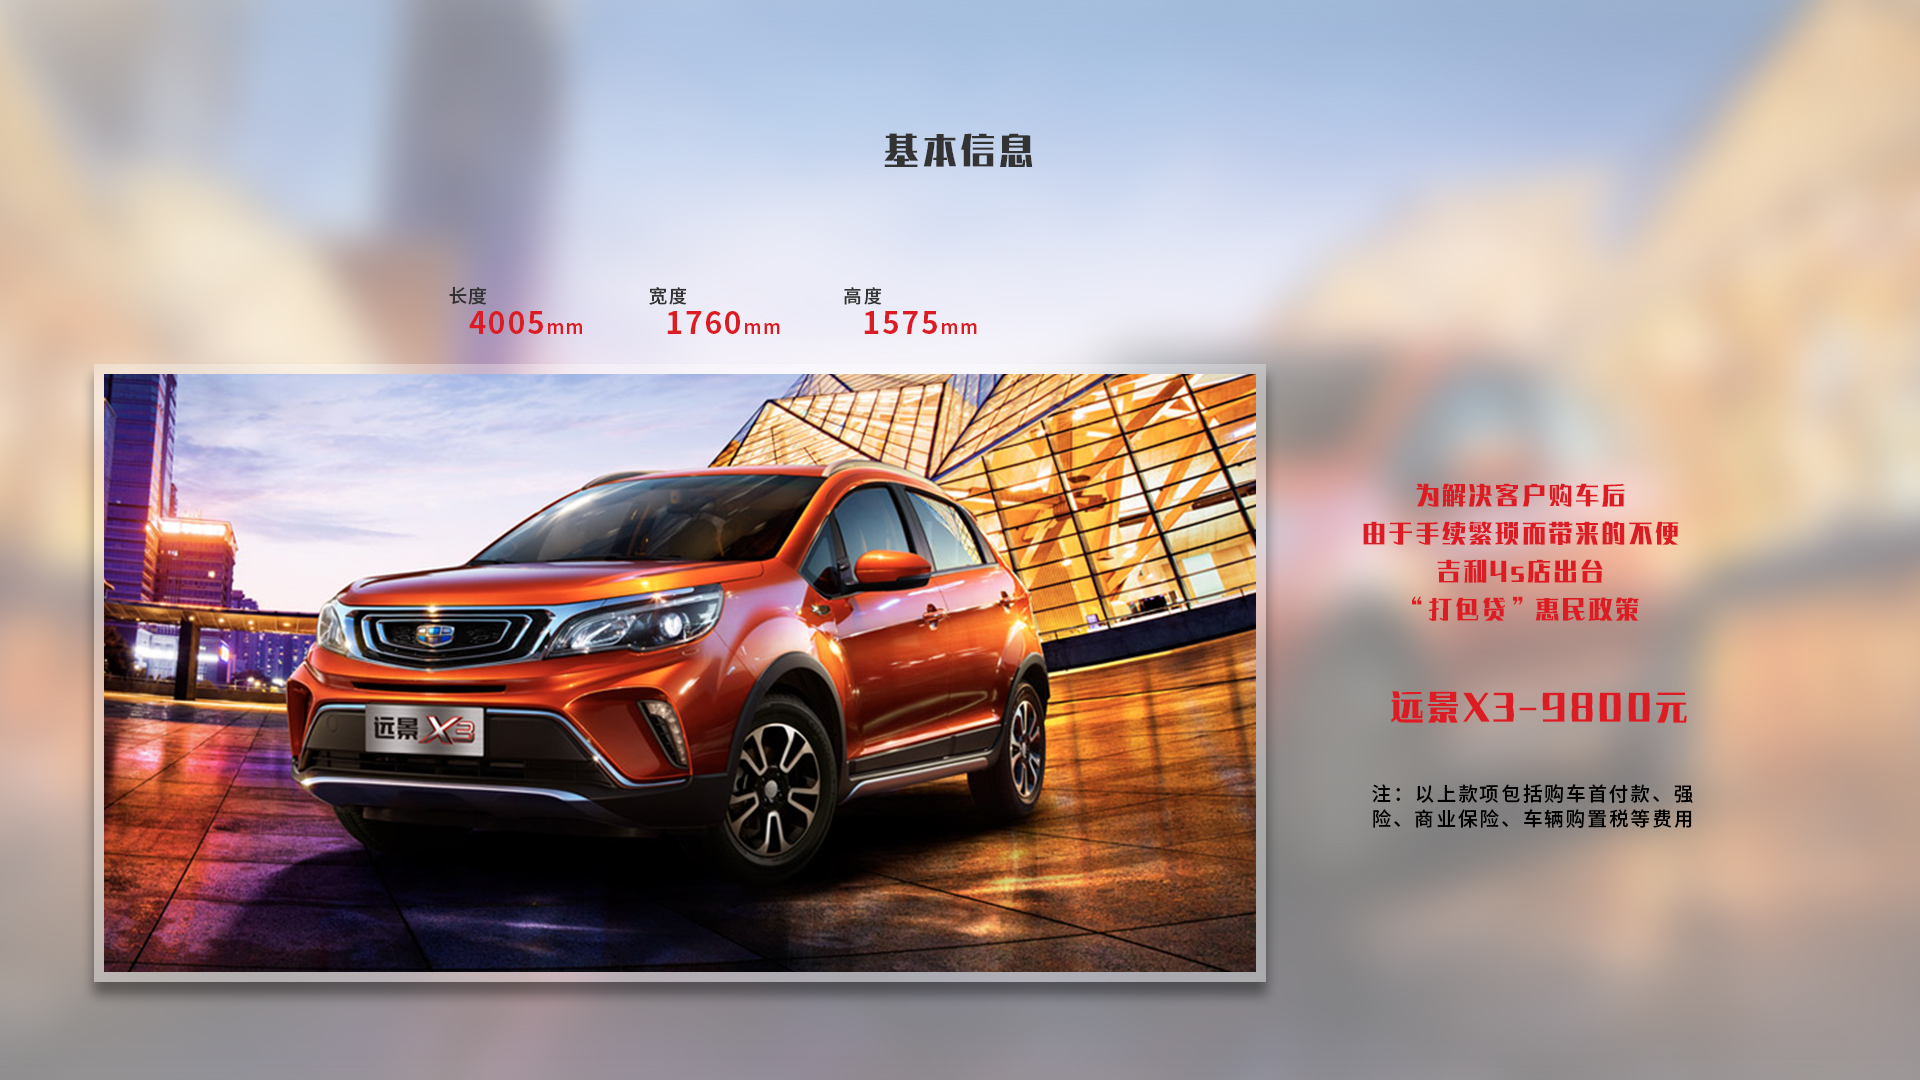 基本信息
长度 宽度 高度
4005mm 1760mm 1575mm
为解决客户购车后
由于手续繁琐而带来的不便
吉利4s店出台
“打包贷”惠民政策
远景X3-9800元
注：以上款项包括购车首付款、强
险、商业保险、车辆购置税等费用
远景X3